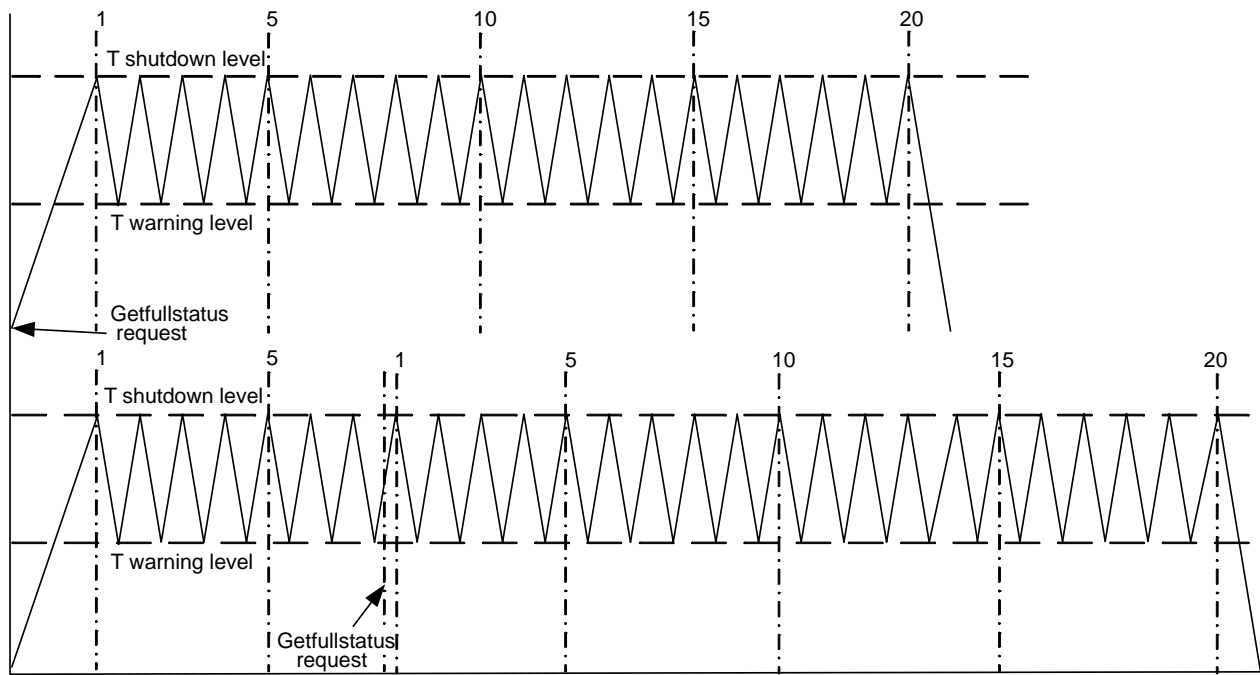 1 5 10 15 20
T shutdown level
T warning level
Getfullstatus
request
1 5 1 5 10 15 20
T shutdown level
T warning level
Getfullstatus
request